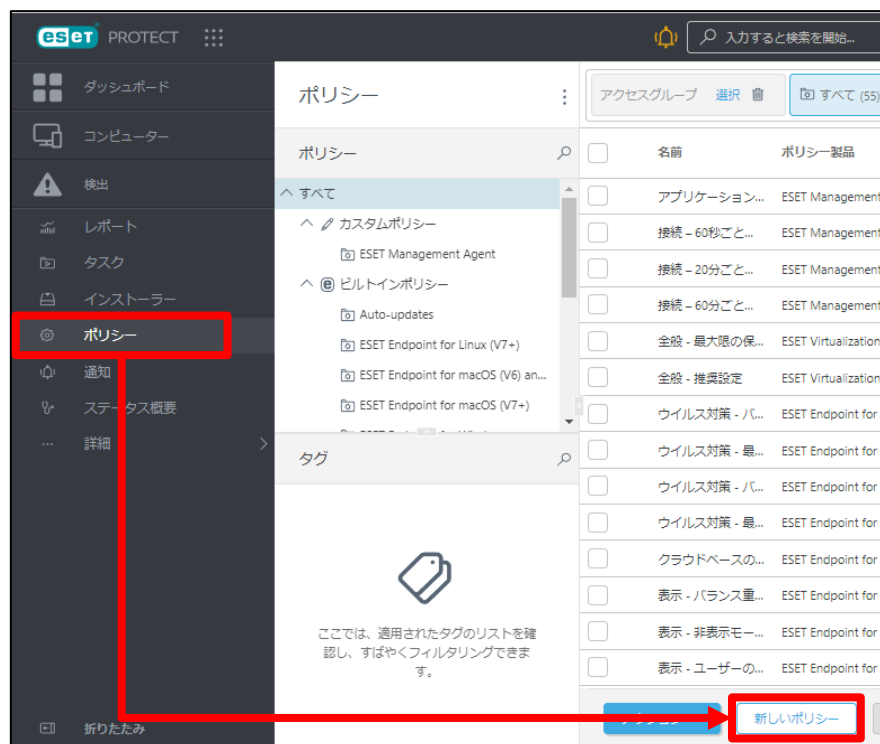 eset PROTECT
入力すると検索を開始...
ダッシュボード
コンピューター
検出
レポート
タスク
インストーラー
ポリシー
通知
ステータス概要
詳細
折りたたみ
ポリシー
ポリシー
すべて
カスタムポリシー
ESET Management Agent
ビルトインポリシー
Auto-updates
ESET Endpoint for Linux (V7+)
ESET Endpoint for macOS (V6) an...
ESET Endpoint for macOS (V7+)
タグ
ここでは、適用されたタグのリストを確
認し、すばやくフィルタリングできま
す。
アクセスグループ 選択 すべて (55)
名前 ポリシー製品
アプリケーション... ESET Management
接続 – 60秒ごと... ESET Management
接続 – 20分ごと... ESET Management
接続 – 60分ごと... ESET Management
全般 - 最大限の保... ESET Virtualization
全般 - 推奨設定 ESET Virtualization
ウイルス対策 - バ... ESET Endpoint for
ウイルス対策 - 最... ESET Endpoint for
ウイルス対策 - バ... ESET Endpoint for
ウイルス対策 - 最... ESET Endpoint for
クラウドベースの... ESET Endpoint for
表示 - バランス重... ESET Endpoint for
表示 - 非表示モー... ESET Endpoint for
表示 - ユーザーの... ESET Endpoint for
新しいポリシー